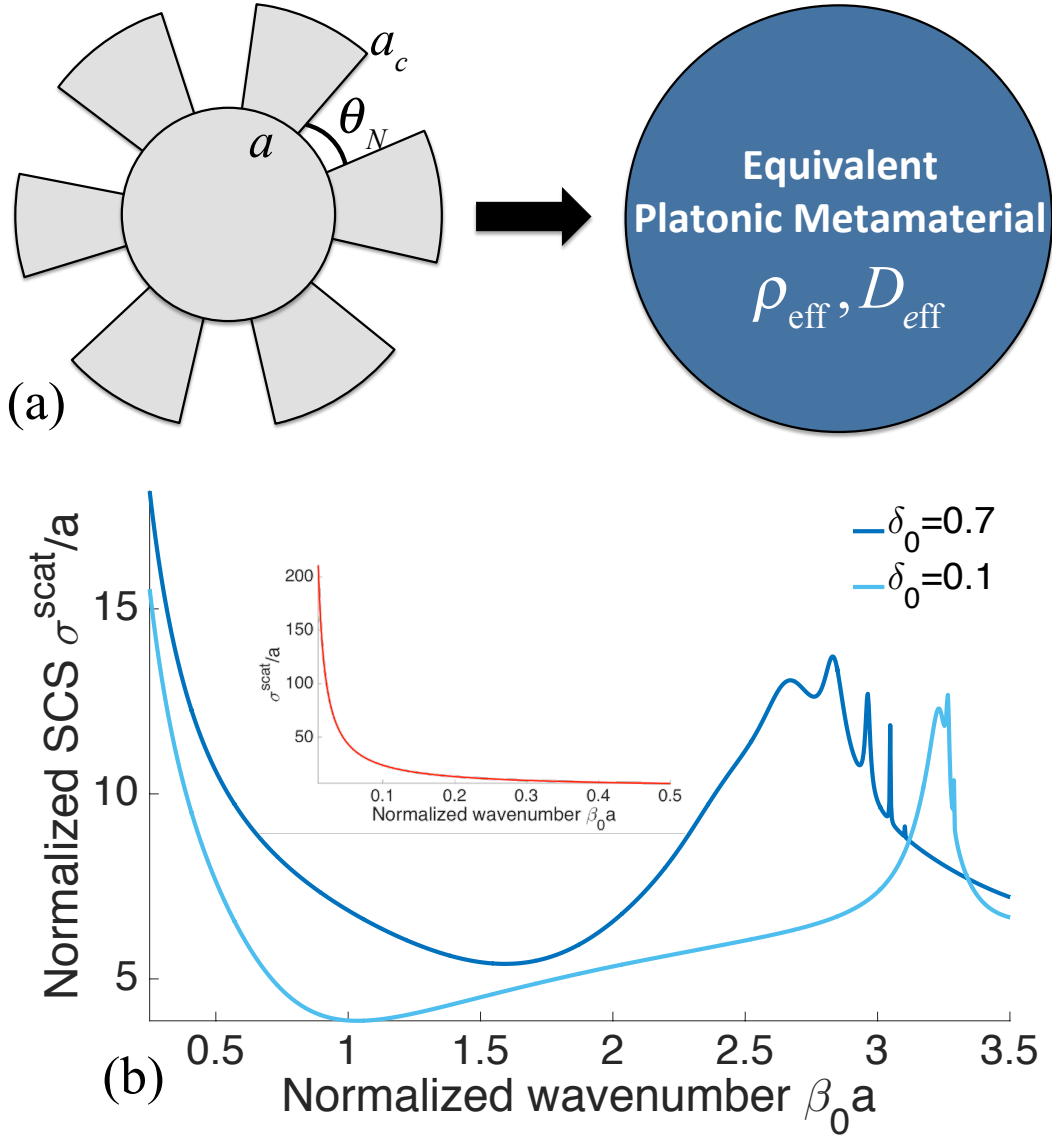 a_c
θ_N
a
Equivalent
Platonic Metamaterial
ρ_eff, D_eff
(a)
Normalized SCS σ^scat/a
δ_0=0.7
δ_0=0.1
15
10
5
σ^scat/a
200
150
100
50
0.1 0.2 0.3 0.4 0.5
Normalized wavenumber β_0a
0.5 1 1.5 2 2.5 3 3.5
(b)
Normalized wavenumber β_0a